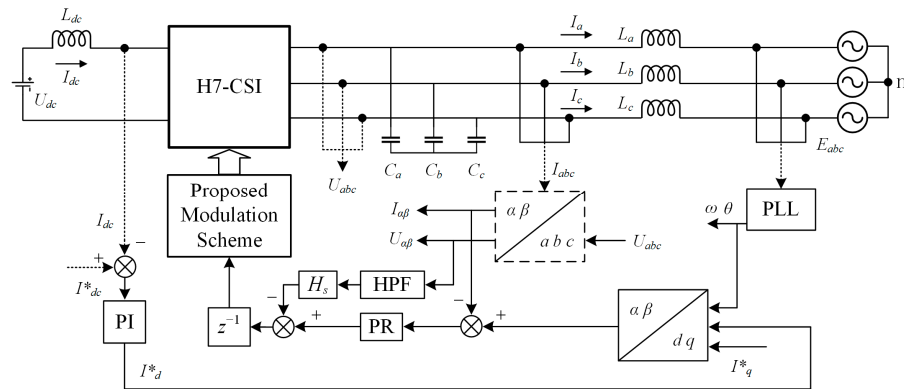 L_dc
I_dc
U_dc
H7-CSI
I_a
L_a
I_b
L_b
I_c
L_c
n
E_abc
C_a
C_b
C_c
U_abc
I_abc
Proposed
Modulation
Scheme
I_αβ
U_αβ
α β
a b c
U_abc
ω θ
PLL
I_dc
−
+
I*_dc
PI
H_s
HPF
−
+
z⁻¹
PR
−
+
α β
d q
I*_q
I*_d